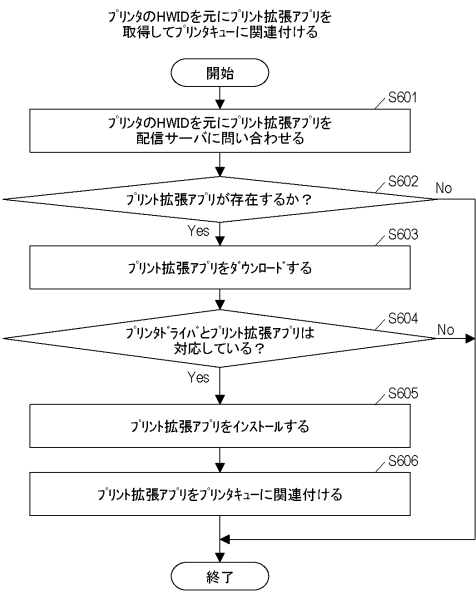 ﾌﾟﾘﾝﾀのHWIDを元にﾌﾟﾘﾝﾄ拡張ｱﾌﾟﾘを
取得してﾌﾟﾘﾝﾀｷｭｰに関連付ける
開始
S601
ﾌﾟﾘﾝﾀのHWIDを元にﾌﾟﾘﾝﾄ拡張ｱﾌﾟﾘを
配信ｻｰﾊﾞに問い合わせる
S602
ﾌﾟﾘﾝﾄ拡張ｱﾌﾟﾘが存在するか？
No
Yes
S603
ﾌﾟﾘﾝﾄ拡張ｱﾌﾟﾘをﾀﾞｳﾝﾛｰﾄﾞする
S604
ﾌﾟﾘﾝﾀﾄﾞﾗｲﾊﾞとﾌﾟﾘﾝﾄ拡張ｱﾌﾟﾘは
対応している？
No
Yes
S605
ﾌﾟﾘﾝﾄ拡張ｱﾌﾟﾘをｲﾝｽﾄｰﾙする
S606
ﾌﾟﾘﾝﾄ拡張ｱﾌﾟﾘをﾌﾟﾘﾝﾀｷｭｰに関連付ける
終了